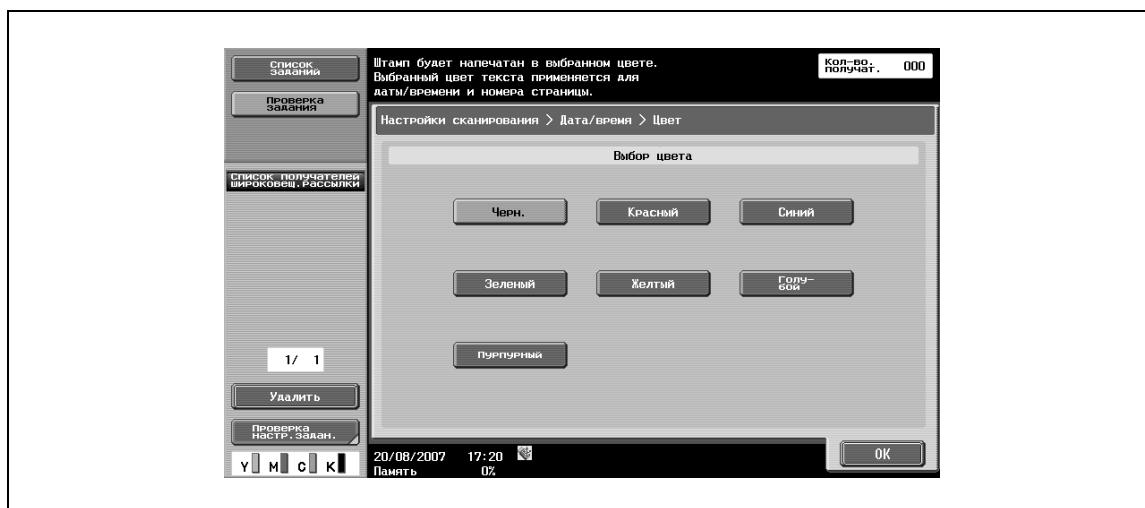 Список
заданий
Проверка
задания
Список получателей
широковещ.рассылки
1/ 1
Удалить
Проверка
настр.задан.
Y M C K
Штамп будет напечатан в выбранном цвете.
Выбранный цвет текста применяется для
даты/времени и номера страницы.
Кол-во.
получат. 000
Настройки сканирования > Дата/время > Цвет
Выбор цвета
Черн. Красный Синий
Зеленый Желтый Голу-
бой
Пурпурный
20/08/2007 17:20
Память 0%
OK